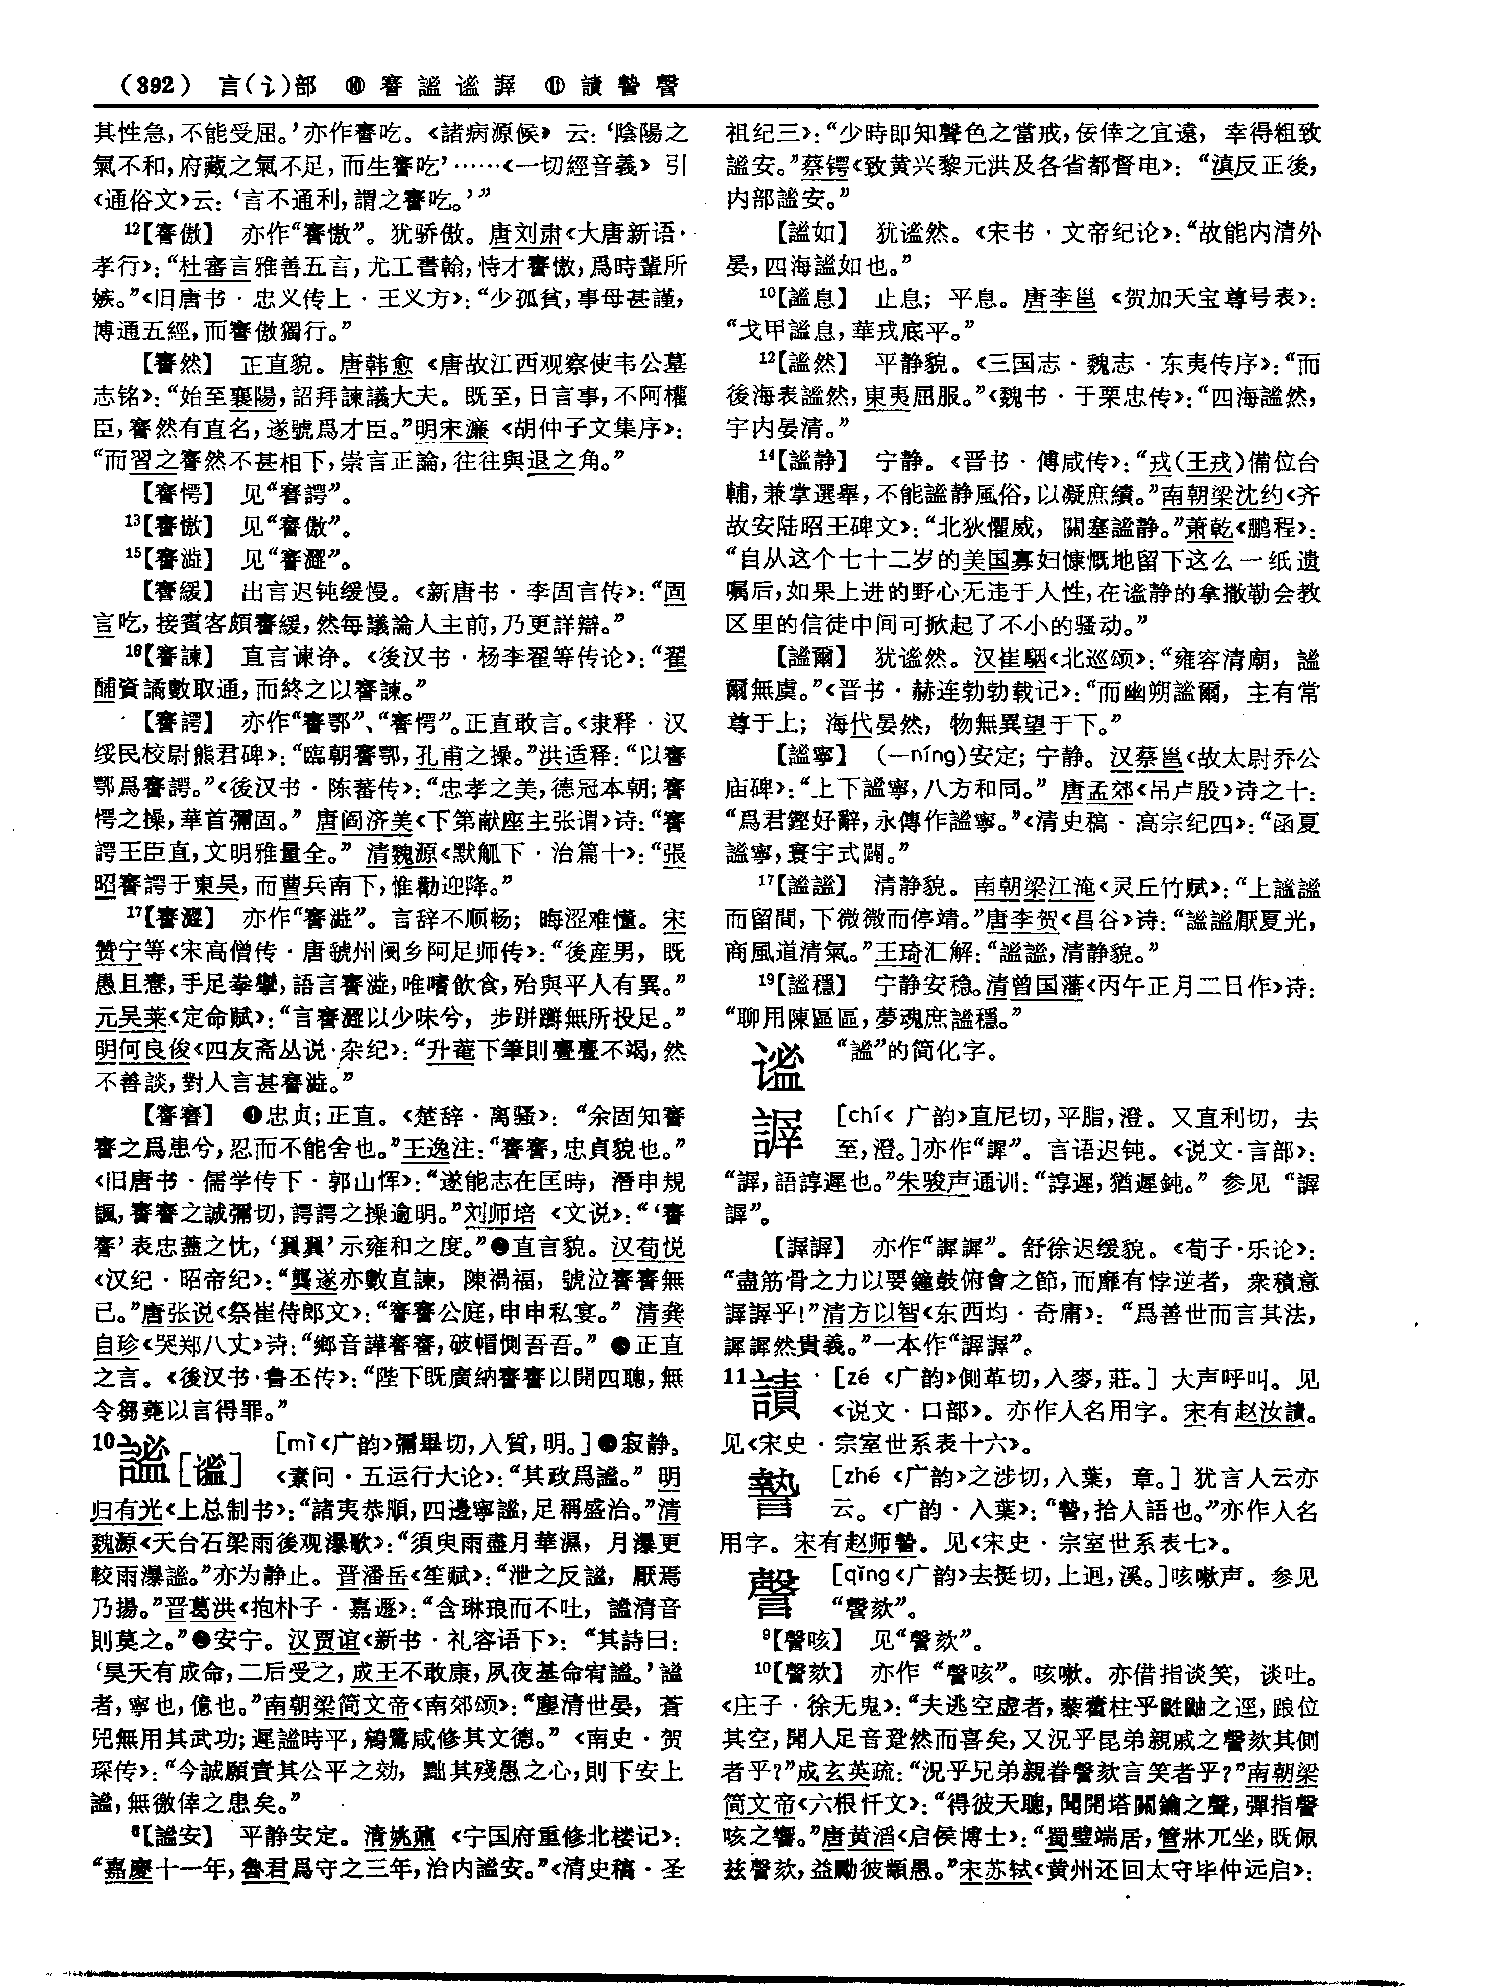 (392) 言(讠)部 ⑩ 謇 謐 谧 謘 ⑪ 謮 謺 謦
其性急,不能受屈。’亦作謇吃。《諸病源候》云:‘陰陽之
氣不和,府藏之氣不足,而生謇吃’……《一切經音義》引
《通俗文》云:‘言不通利,謂之謇吃。’”
12【謇傲】 亦作“謇慠”。犹骄傲。唐刘肃《大唐新语·
孝行》:“杜審言雅善五言,尤工書翰,恃才謇傲,爲時輩所
嫉。”《旧唐书·忠义传上·王义方》:“少孤貧,事母甚謹,
博通五經,而謇傲獨行。”
【謇然】 正直貌。唐韩愈《唐故江西观察使韦公墓
志铭》:“始至襄陽,詔拜諫議大夫。既至,日言事,不阿權
臣,謇然有直名,遂號爲才臣。”明宋濂《胡仲子文集序》:
“而習之謇然不甚相下,崇言正論,往往與退之角。”
【謇愕】 见“謇諤”。
13【謇慠】 见“謇傲”。
15【謇澁】 见“謇澀”。
【謇緩】 出言迟钝缓慢。《新唐书·李固言传》:“固
言吃,接賓客頗謇緩,然每議論人主前,乃更詳辯。”
16【謇諫】 直言谏诤。《後汉书·杨李翟等传论》:“翟
酺資譎數取通,而終之以謇諫。”
【謇諤】 亦作“謇鄂”、“謇愕”。正直敢言。《隶释·汉
绥民校尉熊君碑》:“臨朝謇鄂,孔甫之操。”洪适释:“以謇
鄂爲謇諤。”《後汉书·陈蕃传》:“忠孝之美,德冠本朝;謇
愕之操,華首彌固。”唐阎济美《下第献座主张谓》诗:“謇
諤王臣直,文明雅量全。”清魏源《默觚下·治篇十》:“張
昭謇諤于東吴,而曹兵南下,惟勸迎降。”
17【謇澀】 亦作“謇澁”。言辞不顺畅;晦涩难懂。宋
赞宁等《宋高僧传·唐虢州阌乡阿足师传》:“後産男,既
愚且惷,手足拳攣,語言謇澁,唯嗜飲食,殆與平人有異。”
元吴莱《定命赋》:“言謇澀以少味兮,步跰𨇤無所投足。”
明何良俊《四友斋丛说·杂纪》:“升菴下筆則亹亹不竭,然
不善談,對人言甚謇澁。”
【謇謇】 ❶忠贞;正直。《楚辞·离骚》:“余固知謇
謇之爲患兮,忍而不能舍也。”王逸注:“謇謇,忠貞貌也。”
《旧唐书·儒学传下·郭山恽》:“遂能志在匡時,潛申規
諷,謇謇之誠彌切,諤諤之操逾明。”刘师培《文说》:“‘謇
謇’表忠藎之忱,‘翼翼’示雍和之度。”❷直言貌。汉荀悦
《汉纪·昭帝纪》:“龔遂亦數直諫,陳禍福,號泣謇謇無
已。”唐张说《祭崔侍郎文》:“謇謇公庭,申申私宴。”清龚
自珍《哭郑八丈》诗:“鄉音譁謇謇,破帽惻吾吾。”❸正直
之言。《後汉书·鲁丕传》:“陛下既廣納謇謇以開四聰,無
令芻蕘以言得罪。”
10謐[谧] [mì《广韵》彌畢切,入質,明。]❶寂静。
《素问·五运行大论》:“其政爲謐。”明
归有光《上总制书》:“諸夷恭順,四邊寧謐,足稱盛治。”清
魏源《天台石梁雨後观瀑歌》:“須臾雨盡月華濕,月瀑更
較雨瀑謐。”亦为静止。晋潘岳《笙赋》:“泄之反謐,厭焉
乃揚。”晋葛洪《抱朴子·嘉遯》:“含琳琅而不吐,謐清音
則莫之。”❷安宁。汉贾谊《新书·礼容语下》:“其詩曰:
‘昊天有成命,二后受之,成王不敢康,夙夜基命宥謐。’謐
者,寧也,億也。”南朝梁简文帝《南郊颂》:“塵清世晏,蒼
兕無用其武功;遲謐時平,鵷鷺咸修其文德。”《南史·贺
琛传》:“今誠願責其公平之効,黜其殘愚之心,則下安上
謐,無徼倖之患矣。”
6【謐安】 平静安定。清姚鼐《宁国府重修北楼记》:
“嘉慶十一年,魯君爲守之三年,治内謐安。”《清史稿·圣
祖纪三》:“少時即知聲色之當戒,佞倖之宜遠,幸得粗致
謐安。”蔡锷《致黄兴黎元洪及各省都督电》:“滇反正後,
内部謐安。”
【謐如】 犹谧然。《宋书·文帝纪论》:“故能内清外
晏,四海謐如也。”
10【謐息】 止息;平息。唐李邕《贺加天宝尊号表》:
“戈甲謐息,華戎底平。”
12【謐然】 平静貌。《三国志·魏志·东夷传序》:“而
後海表謐然,東夷屈服。”《魏书·于栗忠传》:“四海謐然,
宇内晏清。”
14【謐静】 宁静。《晋书·傅咸传》:“戎(王戎)備位台
輔,兼掌選舉,不能謐静風俗,以凝庶績。”南朝梁沈约《齐
故安陆昭王碑文》:“北狄懼威,關塞謐静。”萧乾《鹏程》:
“自从这个七十二岁的美国寡妇慷慨地留下这么一纸遗
嘱后,如果上进的野心无违于人性,在谧静的拿撒勒会教
区里的信徒中间可掀起了不小的骚动。”
【謐爾】 犹谧然。汉崔駰《北巡颂》:“雍容清廟,謐
爾無虞。”《晋书·赫连勃勃载记》:“而幽朔謐爾,主有常
尊于上;海代晏然,物無異望于下。”
【謐寧】 (—níng)安定;宁静。汉蔡邕《故太尉乔公
庙碑》:“上下謐寧,八方和同。”唐孟郊《吊卢殷》诗之十:
“爲君鏗好辭,永傳作謐寧。”《清史稿·高宗纪四》:“函夏
謐寧,寰宇式闢。”
17【謐謐】 清静貌。南朝梁江淹《灵丘竹赋》:“上謐謐
而留間,下微微而停靖。”唐李贺《昌谷》诗:“謐謐厭夏光,
商風道清氣。”王琦汇解:“謐謐,清静貌。”
19【謐穩】 宁静安稳。清曾国藩《丙午正月二日作》诗:
“聊用陳區區,夢魂庶謐穩。”
谧 “謐”的简化字。
謘 [chí《广韵》直尼切,平脂,澄。又直利切,去
至,澄。]亦作“謘”。言语迟钝。《说文·言部》:
“謘,語諄遲也。”朱骏声通训:“諄遲,猶遲鈍。”参见“謘
謘”。
【謘謘】 亦作“謘謘”。舒徐迟缓貌。《荀子·乐论》:
“盡筋骨之力以要鐘鼓俯會之節,而靡有悖逆者,衆積意
謘謘乎!”清方以智《东西均·奇庸》:“爲善世而言其法,
謘謘然貴義。”一本作“謘謘”。
11謮 [zé《广韵》側革切,入麥,莊。]大声呼叫。见
《说文·口部》。亦作人名用字。宋有赵汝謮。
见《宋史·宗室世系表十六》。
謺 [zhé《广韵》之涉切,入葉,章。]犹言人云亦
云。《广韵·入葉》:“謺,拾人語也。”亦作人名
用字。宋有赵师謺。见《宋史·宗室世系表七》。
謦 [qǐng《广韵》去挺切,上迥,溪。]咳嗽声。参见
“謦欬”。
9【謦咳】 见“謦欬”。
10【謦欬】 亦作“謦咳”。咳嗽。亦借指谈笑,谈吐。
《庄子·徐无鬼》:“夫逃空虚者,藜藿柱乎鼪鼬之逕,踉位
其空,聞人足音跫然而喜矣,又況乎昆弟親戚之謦欬其側
者乎?”成玄英疏:“況乎兄弟親眷謦欬言笑者乎?”南朝梁
简文帝《六根忏文》:“得彼天聰,聞開塔關鑰之聲,彈指謦
咳之響。”唐黄滔《启侯博士》:“蜀璧端居,管牀兀坐,既佩
兹謦欬,益勵彼顓愚。”宋苏轼《黄州还回太守毕仲远启》: